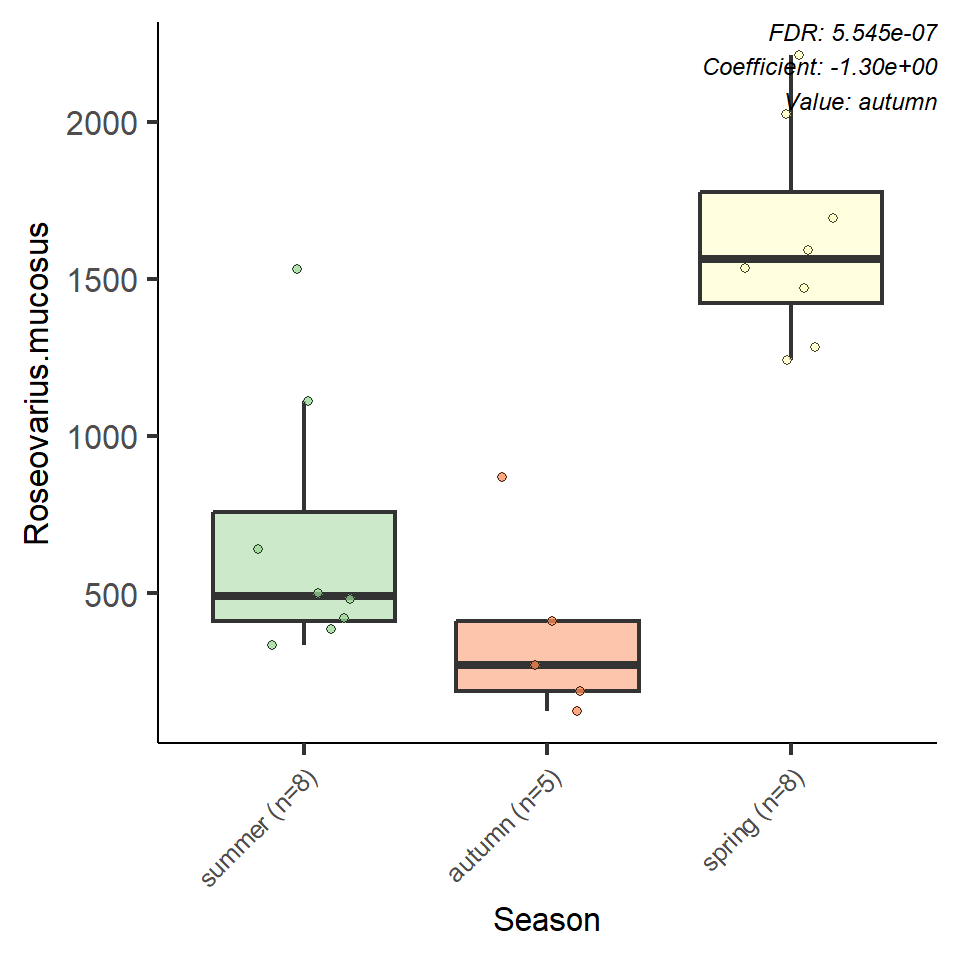 FDR: 5.545e-07
Coefficient: -1.30e+00
Value: autumn
2000
1500
1000
500
Roseovarius.mucosus
summer (n=8)
autumn (n=5)
spring (n=8)
Season